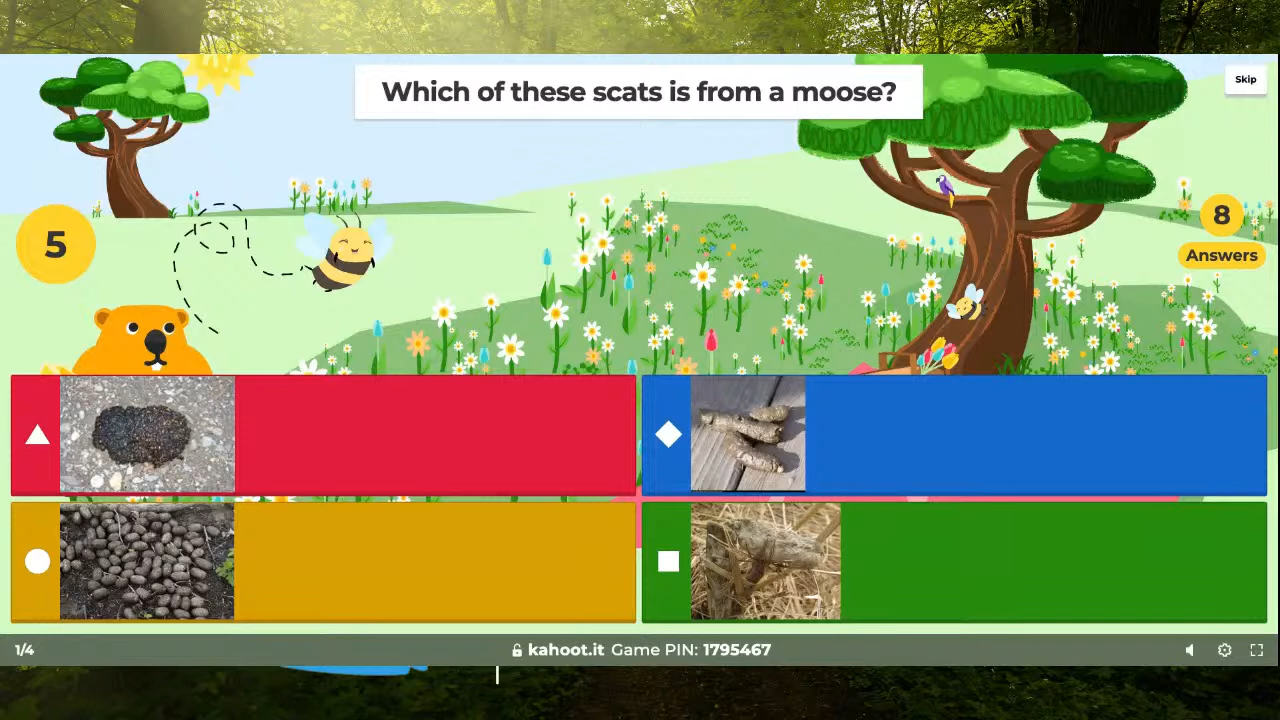 Which of these scats is from a moose?
Skip
5
8
Answers
1/4
kahoot.it Game PIN: 1795467